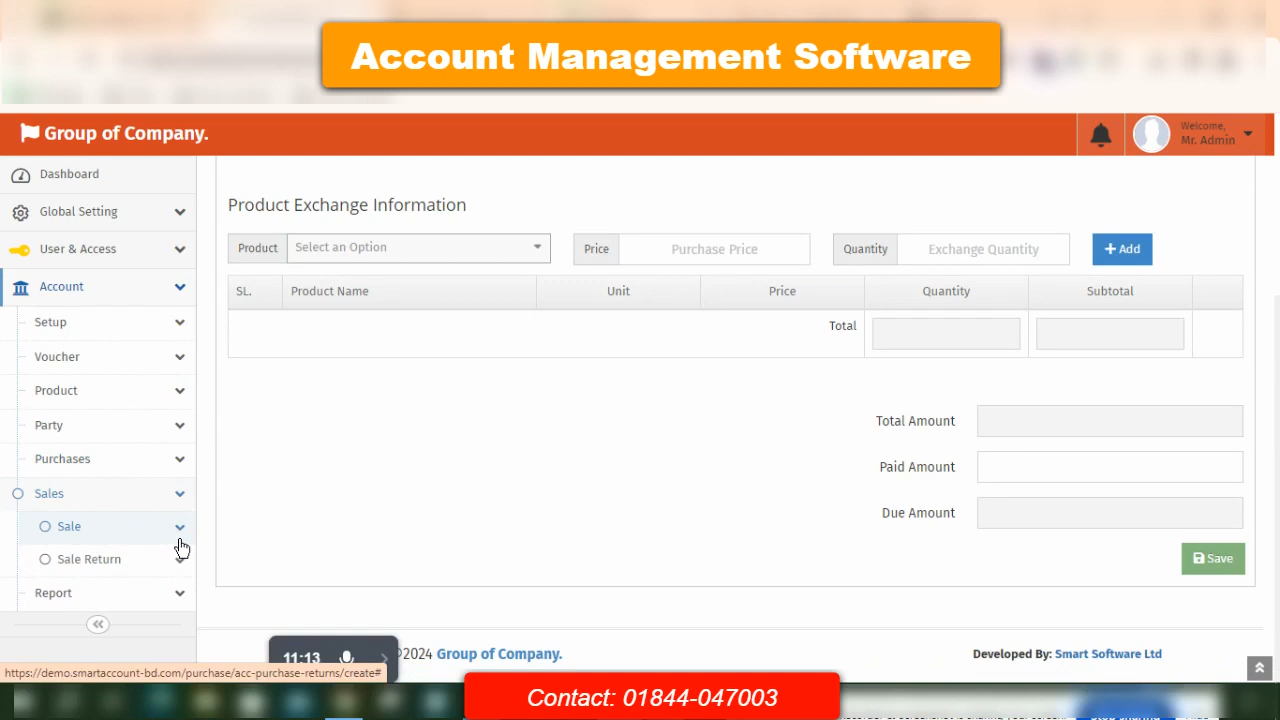 Account Management Software
Group of Company.
Welcome,
Mr. Admin
Dashboard
Global Setting
User & Access
Account
Setup
Voucher
Product
Party
Purchases
Sales
Sale
Sale Return
Report
Product Exchange Information
Product Select an Option Price Purchase Price Quantity Exchange Quantity + Add
SL. Product Name Unit Price Quantity Subtotal
Total
Total Amount
Paid Amount
Due Amount
Save
11:13
©2024 Group of Company.
Developed By: Smart Software Ltd
https://demo.smartaccount-bd.com/purchase/acc-purchase-returns/create#
Contact: 01844-047003